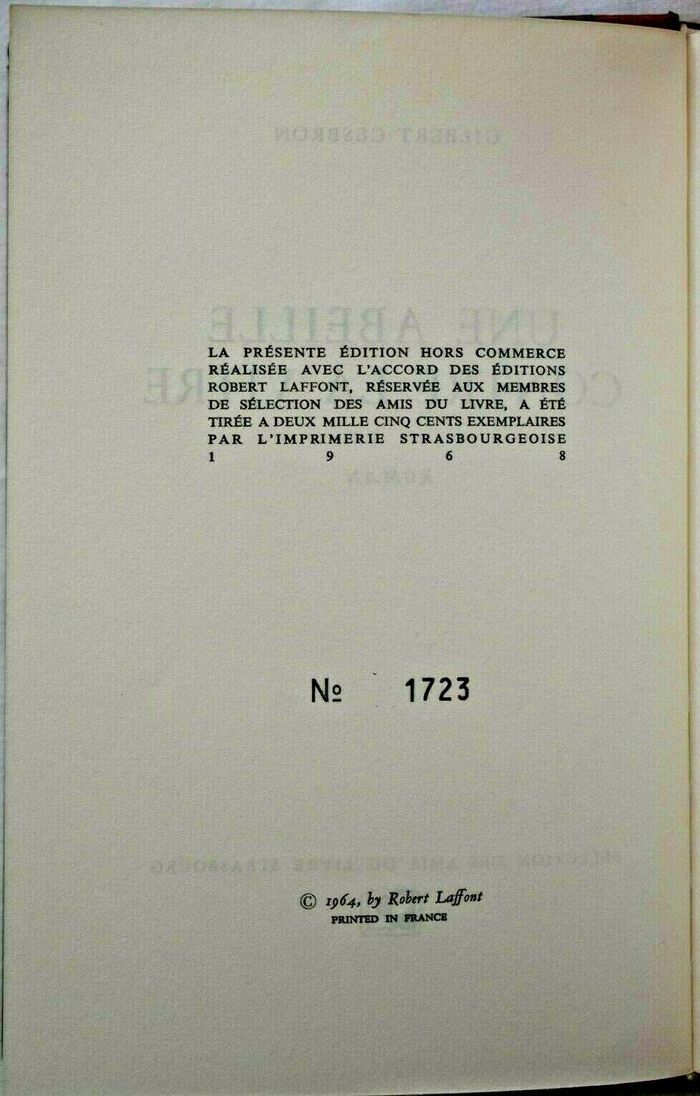 LA PRÉSENTE ÉDITION HORS COMMERCE
RÉALISÉE AVEC L'ACCORD DES ÉDITIONS
ROBERT LAFFONT, RÉSERVÉE AUX MEMBRES
DE SÉLECTION DES AMIS DU LIVRE, A ÉTÉ
TIRÉE A DEUX MILLE CINQ CENTS EXEMPLAIRES
PAR L'IMPRIMERIE STRASBOURGEOISE
1 9 6 8
Nº 1723
© 1964, by Robert Laffont
PRINTED IN FRANCE